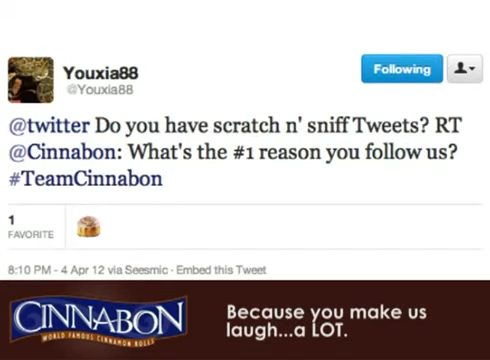 Youxia88
@Youxia88
Following
@twitter Do you have scratch n' sniff Tweets? RT
@Cinnabon: What's the #1 reason you follow us?
#TeamCinnabon
1
FAVORITE
8:10 PM - 4 Apr 12 via Seesmic · Embed this Tweet
CINNABON
WORLD FAMOUS CINNAMON ROLLS
Because you make us
laugh...a LOT.